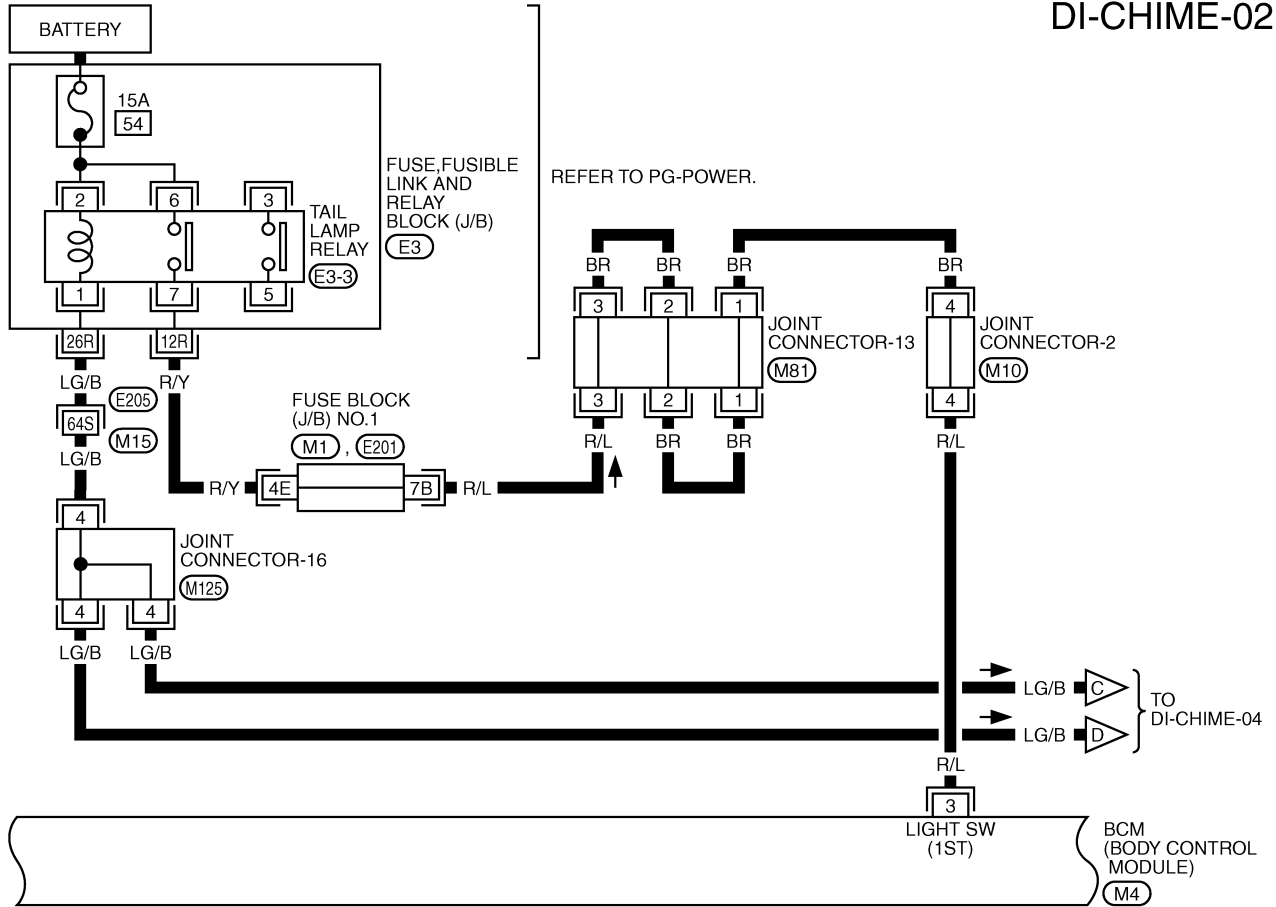 DI-CHIME-02
BATTERY
15A
54
FUSE,FUSIBLE
LINK AND
RELAY
BLOCK (J/B)
E3
REFER TO PG-POWER.
2 6 3
TAIL
LAMP
RELAY
E3-3
1 7 5
26R 12R
LG/B R/Y
E205
64S
M15
LG/B
BR BR BR BR
3 2 1 4
JOINT
CONNECTOR-13
M81
JOINT
CONNECTOR-2
M10
3 2 1 4
R/L BR BR R/L
FUSE BLOCK
(J/B) NO.1
M1 , E201
R/Y 4E 7B R/L
4
JOINT
CONNECTOR-16
M125
4 4
LG/B LG/B
LG/B C
LG/B D
TO
DI-CHIME-04
R/L
3
LIGHT SW
(1ST)
BCM
(BODY CONTROL
MODULE)
M4